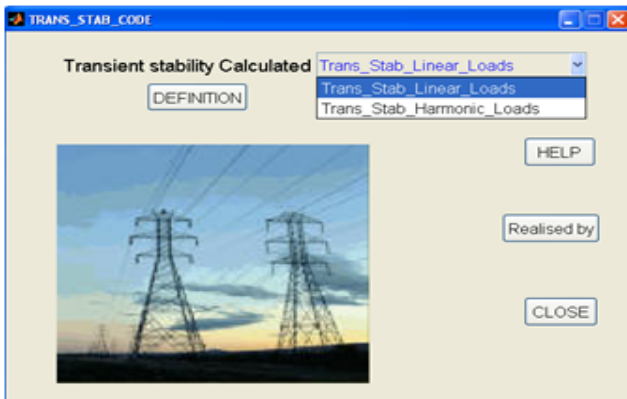 TRANS_STAB_CODE
Transient stability Calculated Trans_Stab_Linear_Loads
DEFINITION
Trans_Stab_Linear_Loads
Trans_Stab_Harmonic_Loads
HELP
Realised by
CLOSE